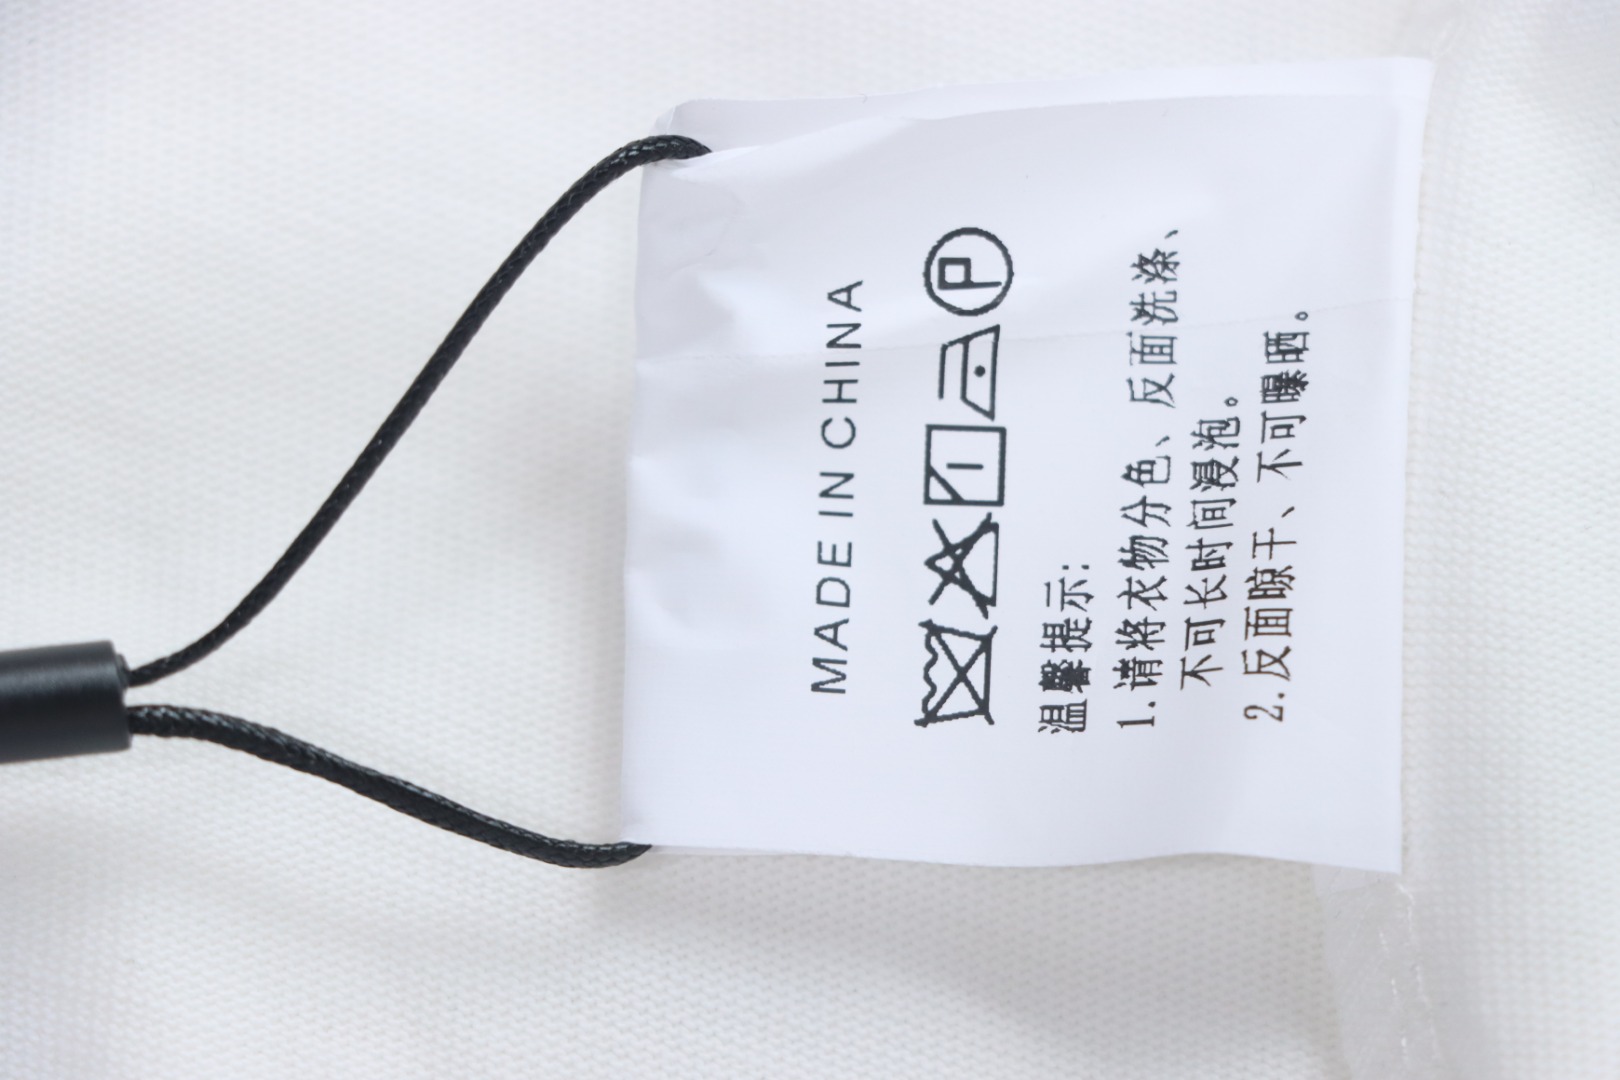 MADE IN CHINA
P
温馨提示:
1.请将衣物分色、反面洗涤、
不可长时间浸泡。
2.反面晾干、不可曝晒。